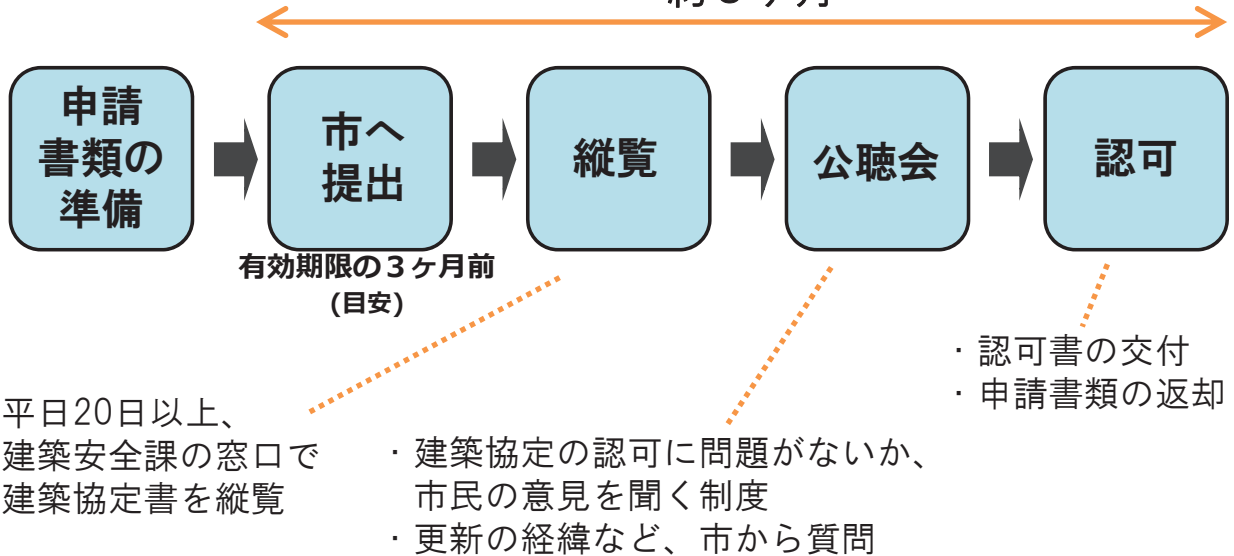 申請
書類の
準備
市へ
提出
縦覧
公聴会
認可
有効期限の３ヶ月前
(目安)
・認可書の交付
・申請書類の返却
平日20日以上、
建築安全課の窓口で
建築協定書を縦覧
・建築協定の認可に問題がないか、
市民の意見を聞く制度
・更新の経緯など、市から質問